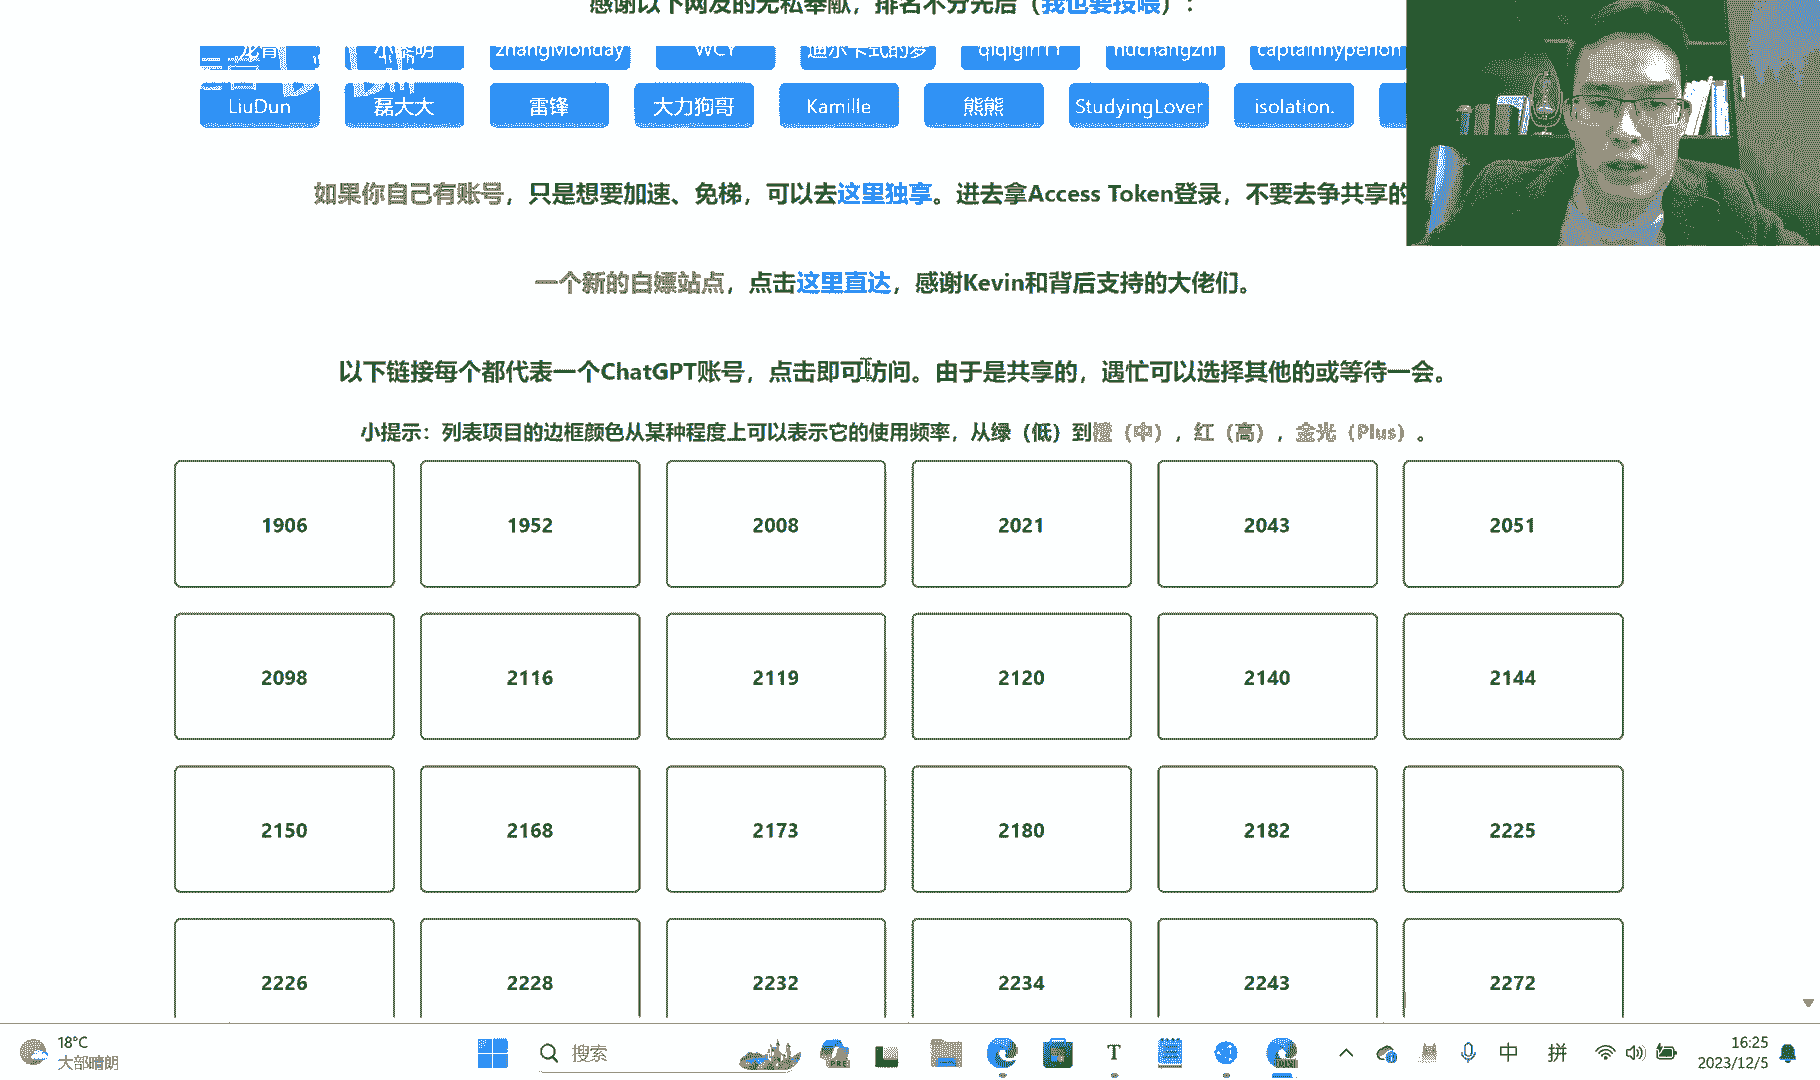 感谢以下网友的无私奉献，排名不分先后（我也要投喂）：
小黎明 zhangMonday WCY 迪尔卡式的梦 captainhyperion
LiuDun 磊大大 雷锋 大力狗哥 Kamille 熊熊 StudyingLover isolation.
如果你自己有账号，只是想要加速、免梯，可以去这里独享。进去拿Access Token登录，不要去争共享的
一个新的白嫖站点，点击这里直达，感谢Kevin和背后支持的大佬们。
以下链接每个都代表一个ChatGPT账号，点击即可访问。由于是共享的，遇忙可以选择其他的或等待一会。
小提示：列表项目的边框颜色从某种程度上可以表示它的使用频率，从绿（低）到橙（中），红（高），金光（Plus）。
1906 1952 2008 2021 2043 2051
2098 2116 2119 2120 2140 2144
2150 2168 2173 2180 2182 2225
2226 2228 2232 2234 2243 2272
18°C
大部晴朗
搜索
中 拼
16:25
2023/12/5